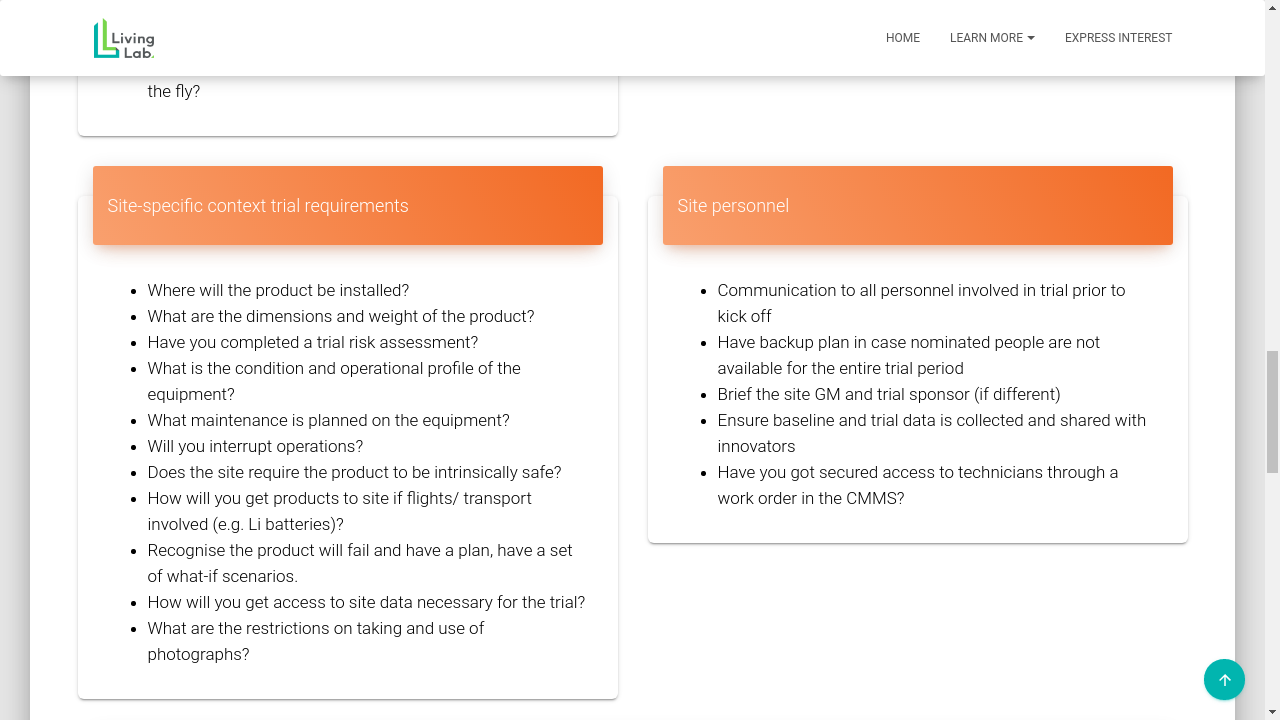 Living
Lab.
HOME
LEARN MORE
EXPRESS INTEREST
the fly?
Site-specific context trial requirements
Where will the product be installed?
What are the dimensions and weight of the product?
Have you completed a trial risk assessment?
What is the condition and operational profile of the
equipment?
What maintenance is planned on the equipment?
Will you interrupt operations?
Does the site require the product to be intrinsically safe?
How will you get products to site if flights/ transport
involved (e.g. Li batteries)?
Recognise the product will fail and have a plan, have a set
of what-if scenarios.
How will you get access to site data necessary for the trial?
What are the restrictions on taking and use of
photographs?
Site personnel
Communication to all personnel involved in trial prior to
kick off
Have backup plan in case nominated people are not
available for the entire trial period
Brief the site GM and trial sponsor (if different)
Ensure baseline and trial data is collected and shared with
innovators
Have you got secured access to technicians through a
work order in the CMMS?